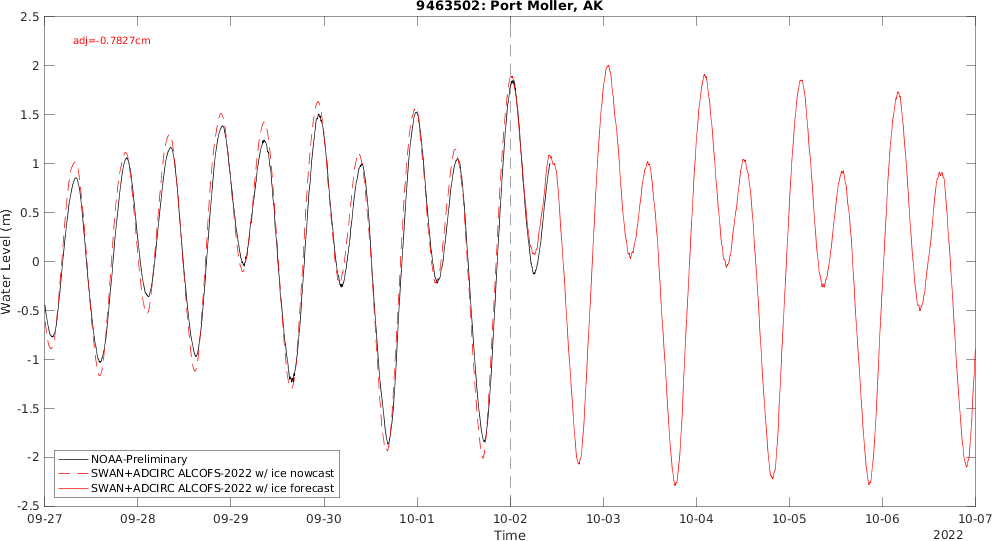 9463502: Port Moller, AK
adj=-0.7827cm
2.5
2
1.5
1
0.5
0
-0.5
-1
-1.5
-2
-2.5
Water Level (m)
NOAA-Preliminary
SWAN+ADCIRC ALCOFS-2022 w/ ice nowcast
SWAN+ADCIRC ALCOFS-2022 w/ ice forecast
09-27 09-28 09-29 09-30 10-01 10-02 10-03 10-04 10-05 10-06 10-07
Time
2022